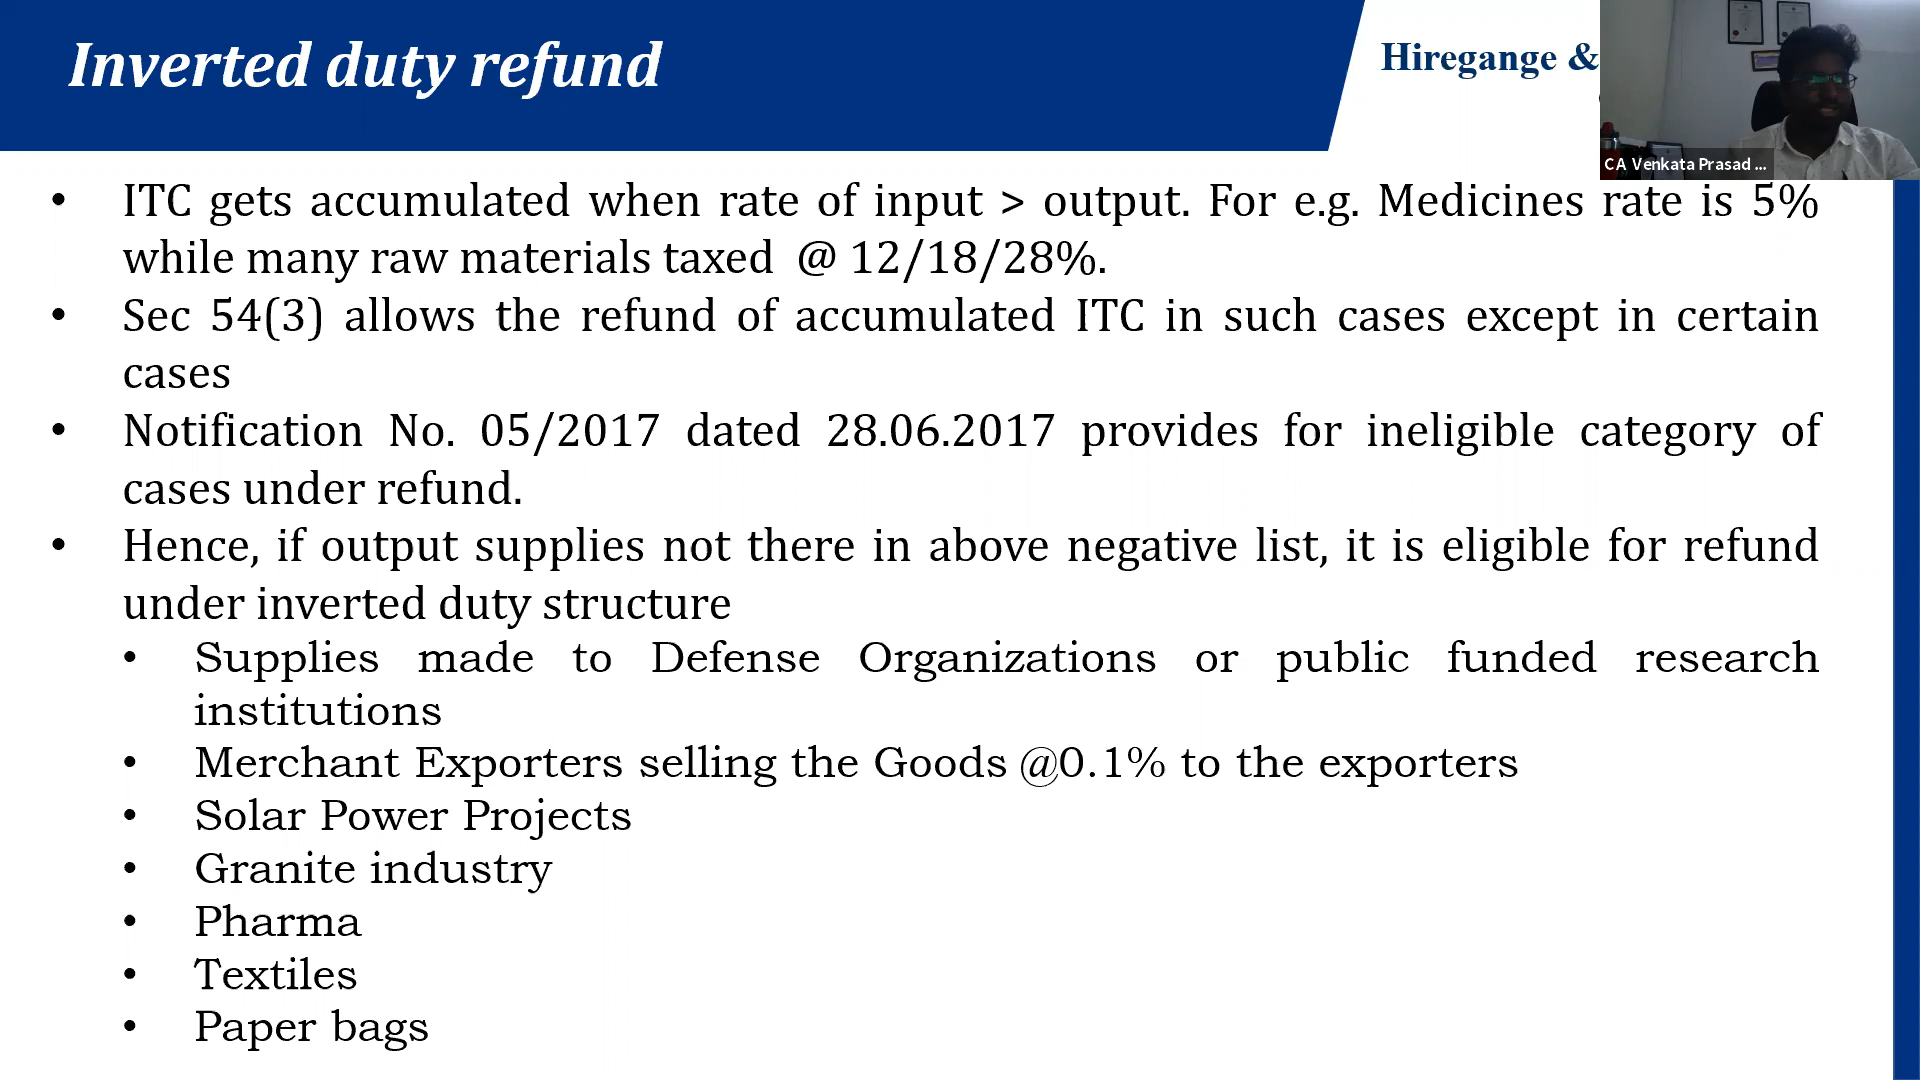 Inverted duty refund
Hiregange &
CA Venkata Prasad ...
• ITC gets accumulated when rate of input > output. For e.g. Medicines rate is 5%
while many raw materials taxed @ 12/18/28%.
• Sec 54(3) allows the refund of accumulated ITC in such cases except in certain
cases
• Notification No. 05/2017 dated 28.06.2017 provides for ineligible category of
cases under refund.
• Hence, if output supplies not there in above negative list, it is eligible for refund
under inverted duty structure
• Supplies made to Defense Organizations or public funded research
institutions
• Merchant Exporters selling the Goods @0.1% to the exporters
• Solar Power Projects
• Granite industry
• Pharma
• Textiles
• Paper bags